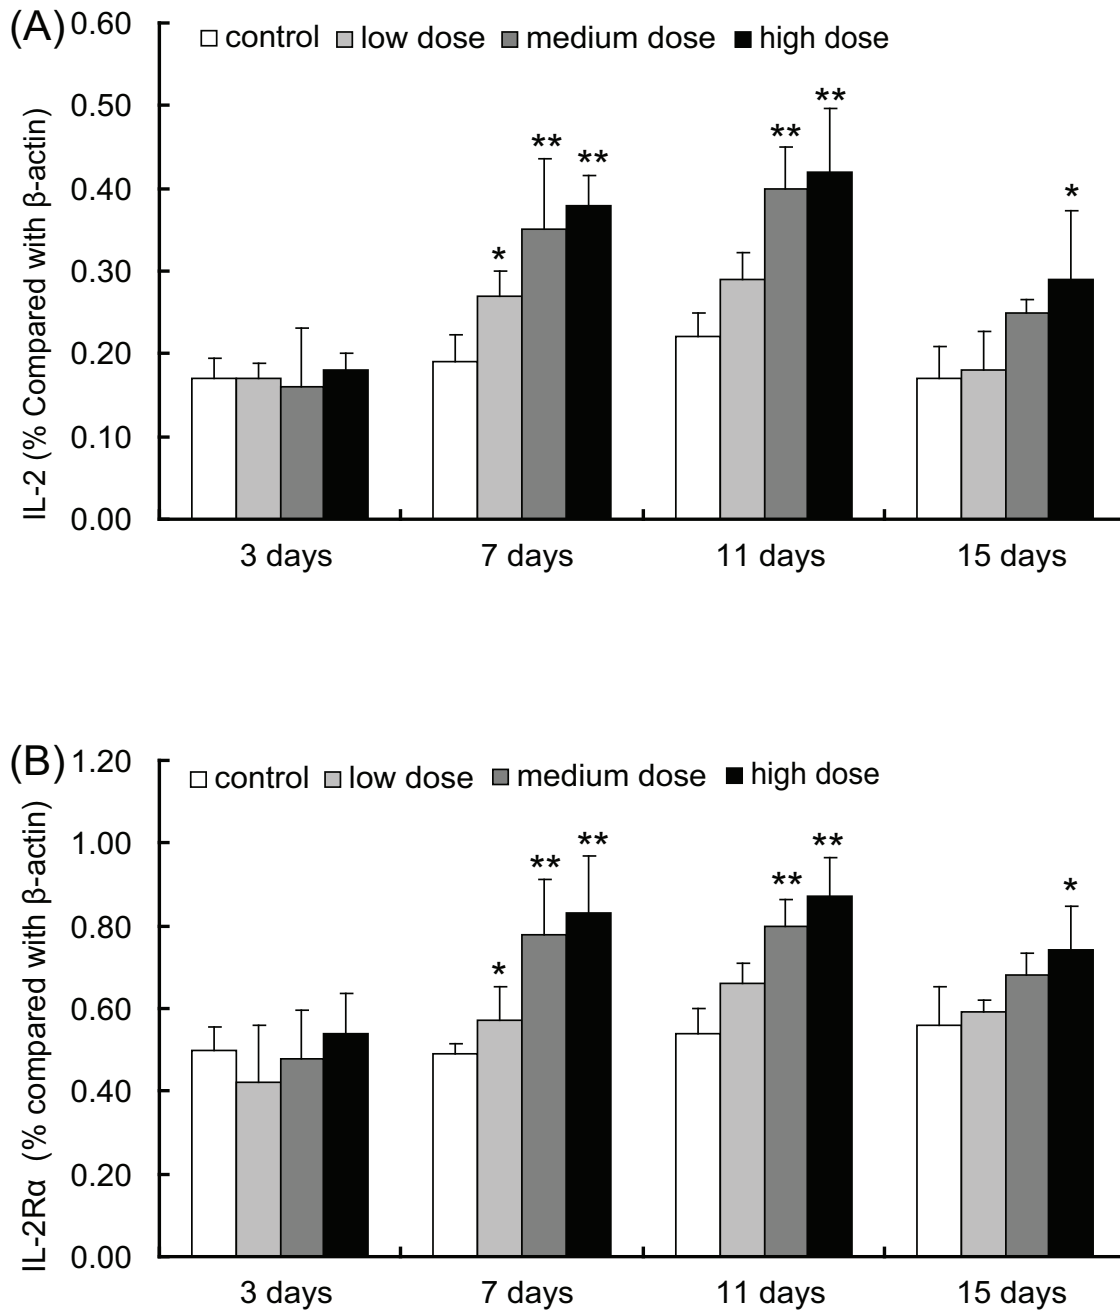 (A)
control low dose medium dose high dose
IL-2 (% Compared with β-actin)
0.60
0.50
** **
** **
0.40
*
*
0.30
0.20
0.10
0.00
3 days 7 days 11 days 15 days
(B)
control low dose medium dose high dose
IL-2Rα (% compared with β-actin)
1.20
1.00
** **
** **
*
0.80
*
0.60
0.40
0.20
0.00
3 days 7 days 11 days 15 days